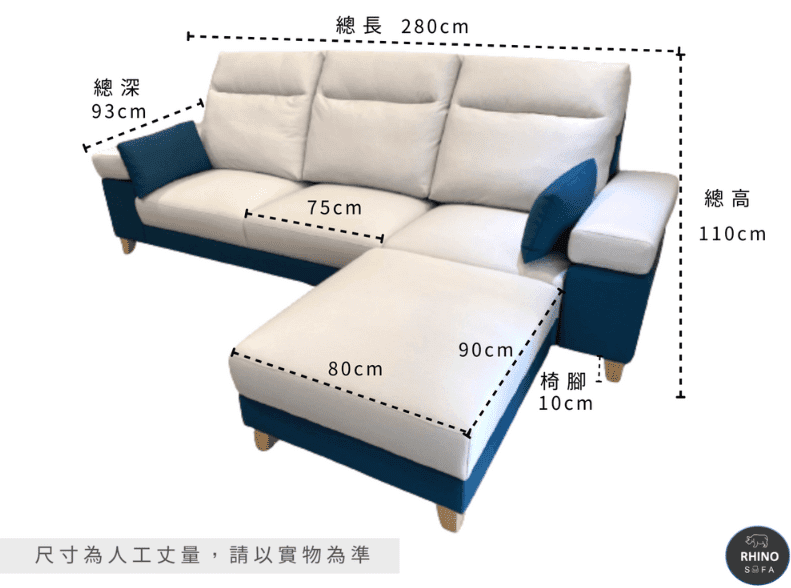 總長 280cm
總深
93cm
75cm
總高
110cm
90cm
80cm
椅腳
10cm
尺寸為人工丈量，請以實物為準
RHINO
SOFA